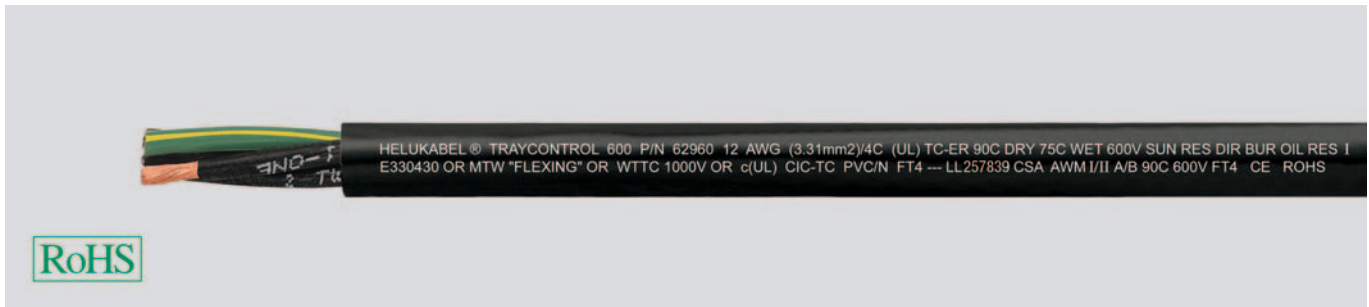 HELUKABEL® TRAYCONTROL 600 P/N 62960 12 AWG (3.31mm2)/4C (UL) TC-ER 90C DRY 75C WET 600V SUN RES DIR BUR OIL RES I
E330430 OR MTW "FLEXING" OR WTTC 1000V OR c(UL) CIC-TC PVC/N FT4 --- LL257839 CSA AWM I/II A/B 90C 600V FT4 CE ROHS
RoHS